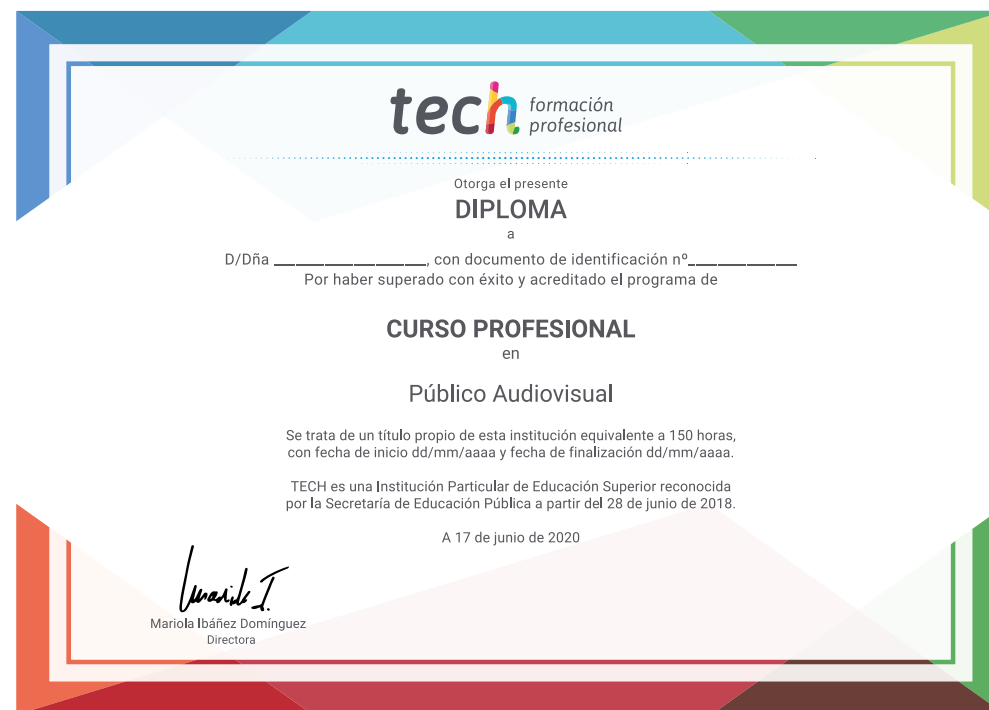 tech formación
profesional
Otorga el presente
DIPLOMA
a
D/Dña _______________, con documento de identificación nº__________
Por haber superado con éxito y acreditado el programa de
CURSO PROFESIONAL
en
Público Audiovisual
Se trata de un título propio de esta institución equivalente a 150 horas,
con fecha de inicio dd/mm/aaaa y fecha de finalización dd/mm/aaaa.
TECH es una Institución Particular de Educación Superior reconocida
por la Secretaría de Educación Pública a partir del 28 de junio de 2018.
A 17 de junio de 2020
Mariola Ibáñez Domínguez
Directora